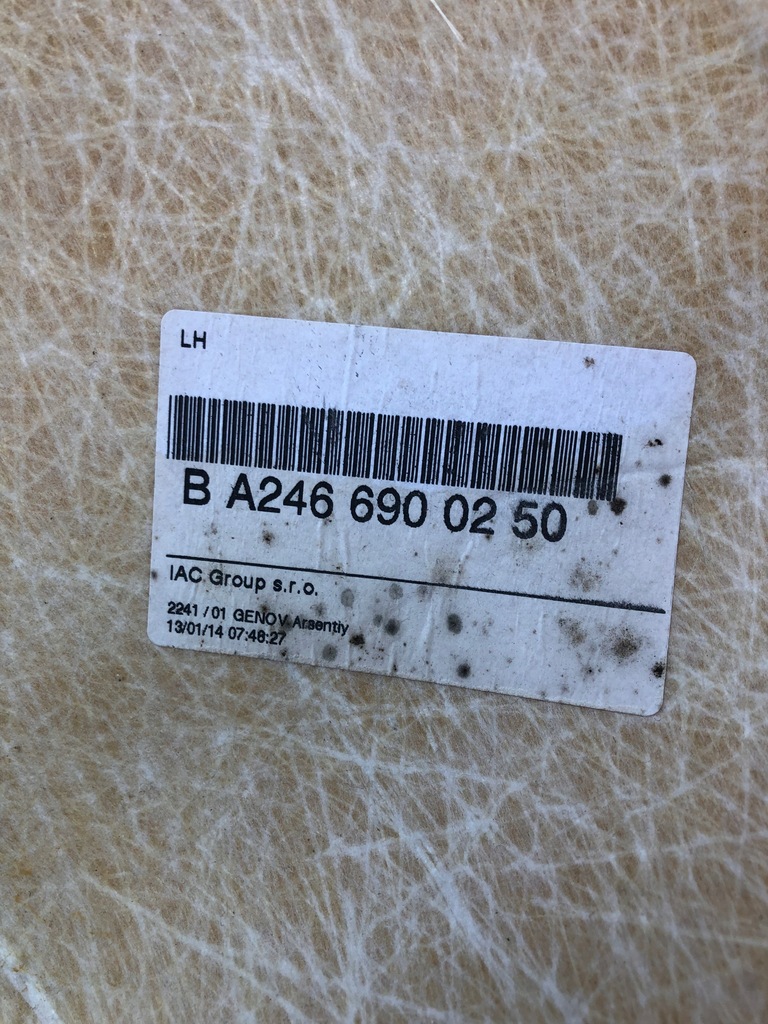 LH
B A246 690 02 50
IAC Group s.r.o.
2241 / 01 GENOV Arsentiy
13/01/14 07:48:27